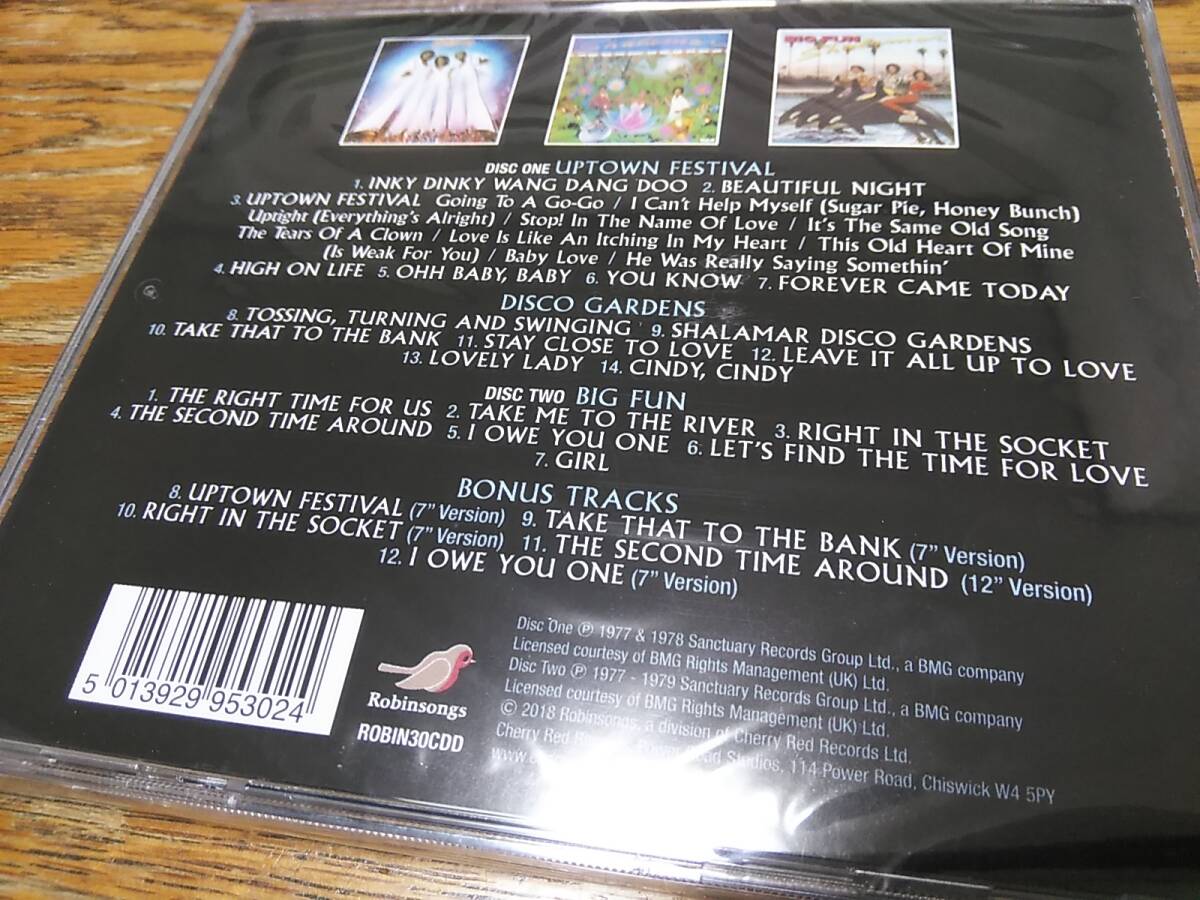 BIG FUN
DISC ONE UPTOWN FESTIVAL
1. INKY DINKY WANG DANG DOO 2. BEAUTIFUL NIGHT
3. UPTOWN FESTIVAL Going To A Go-Go / I Can't Help Myself (Sugar Pie, Honey Bunch)
Uptight (Everything's Alright) / Stop! In The Name Of Love / It's The Same Old Song
The Tears Of A Clown / Love Is Like An Itching In My Heart / This Old Heart Of Mine
(Is Weak For You) / Baby Love / He Was Really Saying Somethin'
4. HIGH ON LIFE 5. OHH BABY, BABY 6. YOU KNOW 7. FOREVER CAME TODAY
DISCO GARDENS
8. TOSSING, TURNING AND SWINGING 9. SHALAMAR DISCO GARDENS
10. TAKE THAT TO THE BANK 11. STAY CLOSE TO LOVE 12. LEAVE IT ALL UP TO LOVE
13. LOVELY LADY 14. CINDY, CINDY
DISC TWO BIG FUN
1. THE RIGHT TIME FOR US 2. TAKE ME TO THE RIVER 3. RIGHT IN THE SOCKET
4. THE SECOND TIME AROUND 5. I OWE YOU ONE 6. LET'S FIND THE TIME FOR LOVE
7. GIRL
BONUS TRACKS
8. UPTOWN FESTIVAL (7" Version) 9. TAKE THAT TO THE BANK (7" Version)
10. RIGHT IN THE SOCKET (7" Version) 11. THE SECOND TIME AROUND (12" Version)
12. I OWE YOU ONE (7" Version)
5 013929 953024
Robinsongs
ROBIN30CDD
Disc One ℗ 1977 & 1978 Sanctuary Records Group Ltd., a BMG company
Licensed courtesy of BMG Rights Management (UK) Ltd.
Disc Two ℗ 1977 - 1979 Sanctuary Records Group Ltd., a BMG company
Licensed courtesy of BMG Rights Management (UK) Ltd.
© 2018 Robinsongs, a division of Cherry Red Records Ltd.
Cherry Red Power Road Studios, 114 Power Road, Chiswick W4 5PY